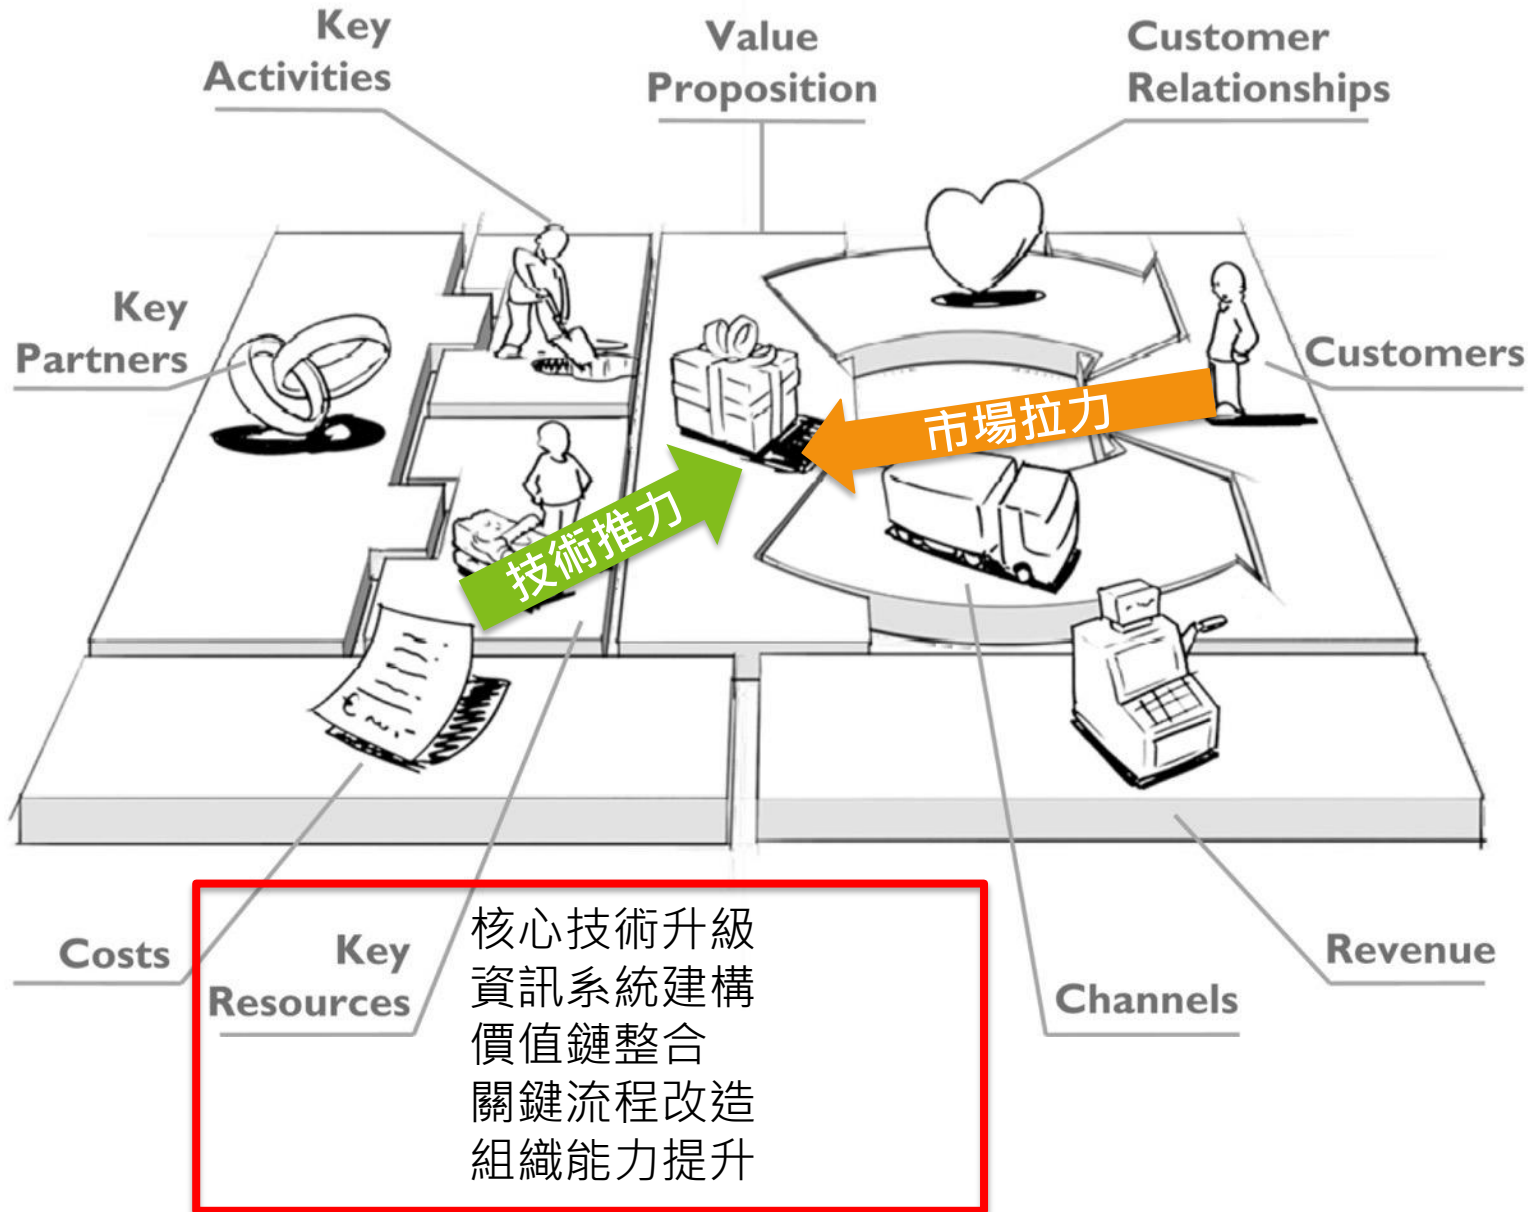 Key
Activities
Value
Proposition
Customer
Relationships
Key
Partners
Customers
市場拉力
技術推力
€
Costs
Key
Resources
核心技術升級
資訊系統建構
價值鏈整合
關鍵流程改造
組織能力提升
Channels
Revenue